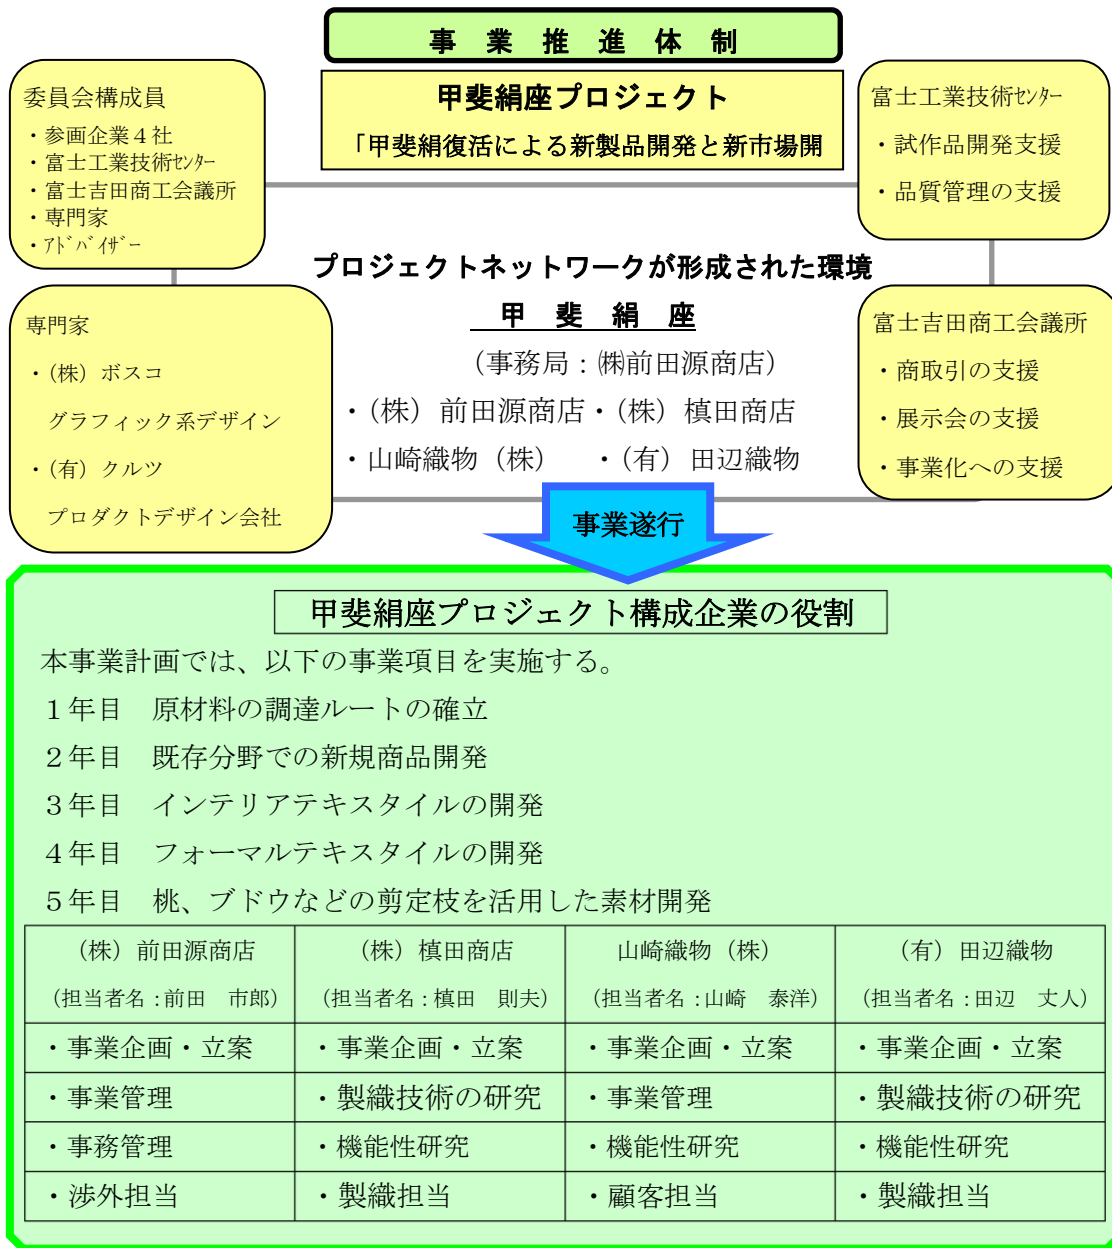 事　業　推　進　体　制
甲斐絹座プロジェクト
「甲斐絹復活による新製品開発と新市場開
委員会構成員
・参画企業４社
・富士工業技術ｾﾝﾀｰ
・富士吉田商工会議所
・専門家
・ｱﾄﾞﾊﾞｲｻﾞｰ
富士工業技術ｾﾝﾀｰ
・試作品開発支援
・品質管理の支援
プロジェクトネットワークが形成された環境
甲　斐　絹　座
（事務局：㈱前田源商店）
・（株）前田源商店・（株）槙田商店
・山崎織物（株）　・（有）田辺織物
専門家
・（株）ボスコ
グラフィック系デザイン
・（有）クルツ
プロダクトデザイン会社
富士吉田商工会議所
・商取引の支援
・展示会の支援
・事業化への支援
事業遂行
甲斐絹座プロジェクト構成企業の役割
本事業計画では、以下の事業項目を実施する。
１年目　原材料の調達ルートの確立
２年目　既存分野での新規商品開発
３年目　インテリアテキスタイルの開発
４年目　フォーマルテキスタイルの開発
５年目　桃、ブドウなどの剪定枝を活用した素材開発
（株）前田源商店　（株）槙田商店　山崎織物（株）　（有）田辺織物
（担当者名：前田　市郎）　（担当者名：槙田　則夫）　（担当者名：山崎　泰洋）　（担当者名：田辺　丈人）
・事業企画・立案　・事業企画・立案　・事業企画・立案　・事業企画・立案
・事業管理　・製織技術の研究　・事業管理　・製織技術の研究
・事務管理　・機能性研究　・機能性研究　・機能性研究
・渉外担当　・製織担当　・顧客担当　・製織担当